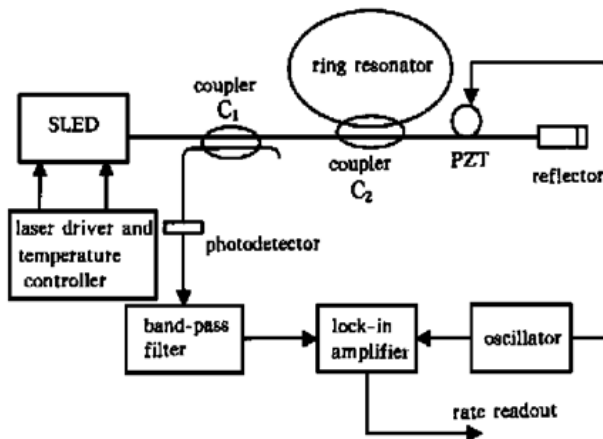 ring resonator
coupler
C1
SLED
coupler
C2
PZT
reflector
laser driver and
temperature
controller
photodetector
band-pass
filter
lock-in
amplifier
oscillator
rate readout